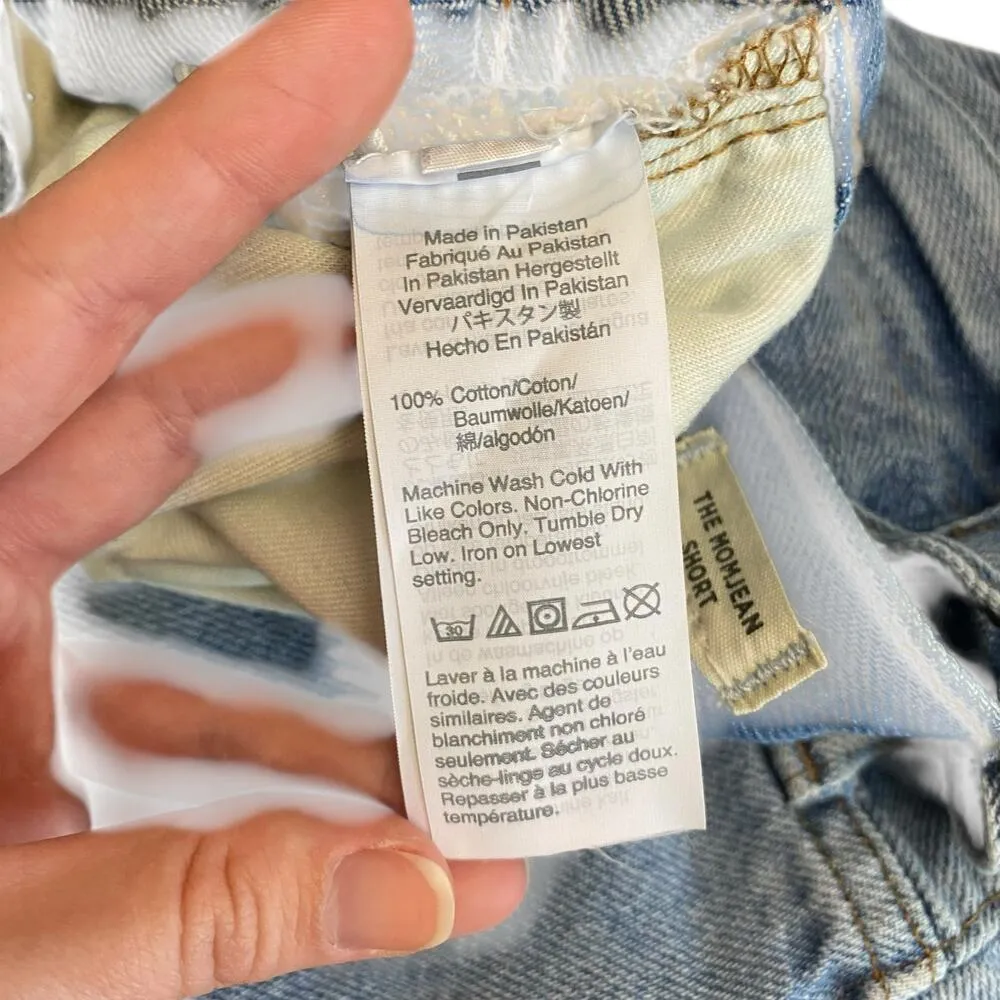 Made in Pakistan
Fabriqué Au Pakistan
In Pakistan Hergestellt
Vervaardigd In Pakistan
パキスタン製
Hecho En Pakistán
100% Cotton/Coton/
Baumwolle/Katoen/
綿/algodón
Machine Wash Cold With
Like Colors. Non-Chlorine
Bleach Only. Tumble Dry
Low. Iron on Lowest
setting.
30
Laver à la machine à l'eau
froide. Avec des couleurs
similaires. Agent de
blanchiment non chloré
seulement. Sécher au
sèche-linge au cycle doux.
Repasser à la plus basse
température.
THE MOMJEAN
SHORT